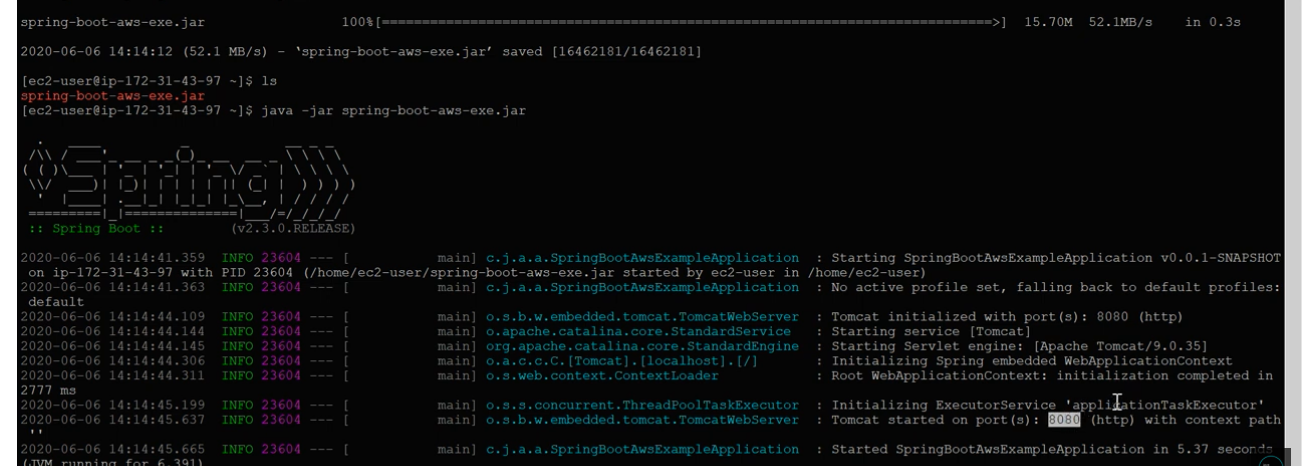 spring-boot-aws-exe.jar 100%[=============================================================================>] 15.70M 52.1MB/s in 0.3s
2020-06-06 14:14:12 (52.1 MB/s) - ‘spring-boot-aws-exe.jar’ saved [16462181/16462181]
[ec2-user@ip-172-31-43-97 ~]$ ls
spring-boot-aws-exe.jar
[ec2-user@ip-172-31-43-97 ~]$ java -jar spring-boot-aws-exe.jar
Spring
:: Spring Boot :: (v2.3.0.RELEASE)
2020-06-06 14:14:41.359 INFO 23604 --- [ main] c.j.a.a.SpringBootAwsExampleApplication : Starting SpringBootAwsExampleApplication v0.0.1-SNAPSHOT
on ip-172-31-43-97 with PID 23604 (/home/ec2-user/spring-boot-aws-exe.jar started by ec2-user in /home/ec2-user)
2020-06-06 14:14:41.363 INFO 23604 --- [ main] c.j.a.a.SpringBootAwsExampleApplication : No active profile set, falling back to default profiles:
default
2020-06-06 14:14:44.109 INFO 23604 --- [ main] o.s.b.w.embedded.tomcat.TomcatWebServer : Tomcat initialized with port(s): 8080 (http)
2020-06-06 14:14:44.144 INFO 23604 --- [ main] o.apache.catalina.core.StandardService : Starting service [Tomcat]
2020-06-06 14:14:44.145 INFO 23604 --- [ main] org.apache.catalina.core.StandardEngine : Starting Servlet engine: [Apache Tomcat/9.0.35]
2020-06-06 14:14:44.306 INFO 23604 --- [ main] o.a.c.c.C.[Tomcat].[localhost].[/] : Initializing Spring embedded WebApplicationContext
2020-06-06 14:14:44.311 INFO 23604 --- [ main] o.s.web.context.ContextLoader : Root WebApplicationContext: initialization completed in
2777 ms
2020-06-06 14:14:45.199 INFO 23604 --- [ main] o.s.s.concurrent.ThreadPoolTaskExecutor : Initializing ExecutorService 'applicationTaskExecutor'
2020-06-06 14:14:45.637 INFO 23604 --- [ main] o.s.b.w.embedded.tomcat.TomcatWebServer : Tomcat started on port(s): 8080 (http) with context path
''
2020-06-06 14:14:45.665 INFO 23604 --- [ main] c.j.a.a.SpringBootAwsExampleApplication : Started SpringBootAwsExampleApplication in 5.37 seconds
(JVM running for 6.391)